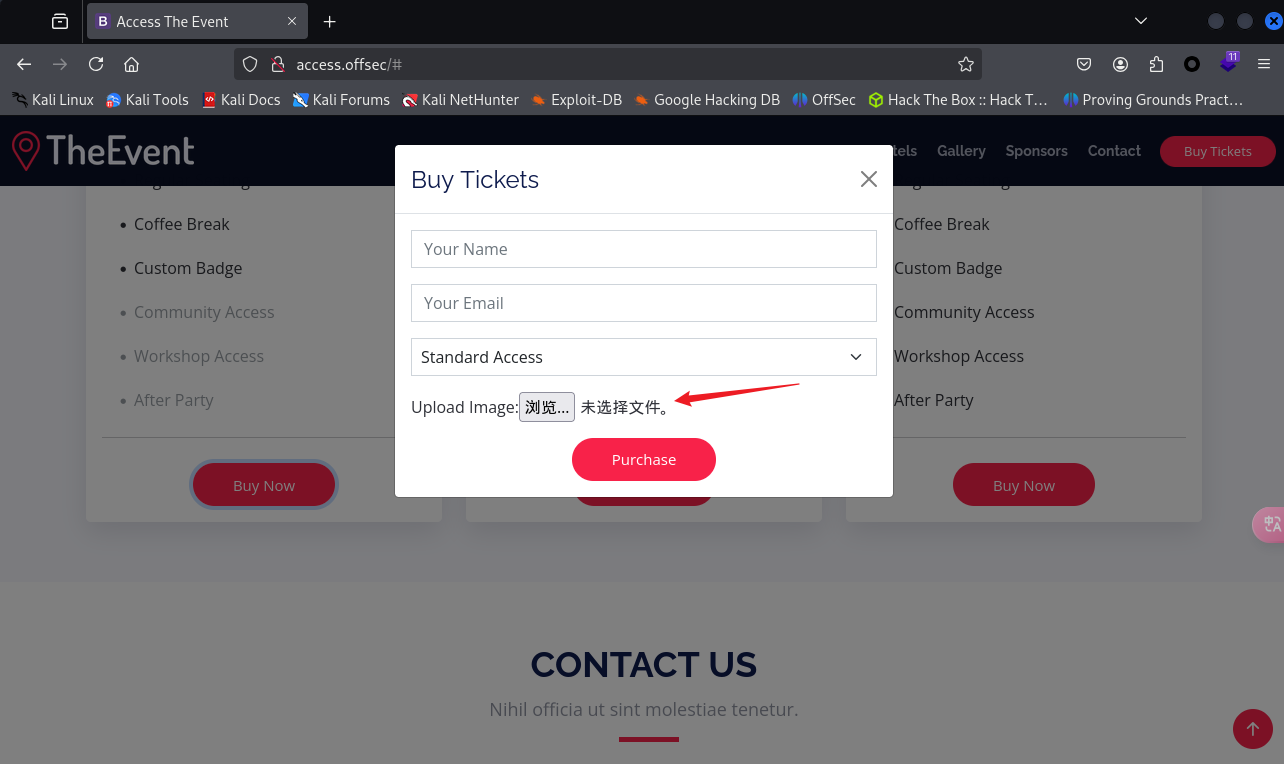 B Access The Event
access.offsec/#
11
Kali Linux Kali Tools Kali Docs Kali Forums Kali NetHunter Exploit-DB Google Hacking DB OffSec Hack The Box :: Hack T… Proving Grounds Pract…
TheEvent
Gallery Sponsors Contact Buy Tickets
Buy Tickets
Your Name
Your Email
Standard Access
Upload Image: 浏览… 未选择文件。
Purchase
Coffee Break
Custom Badge
Community Access
Workshop Access
After Party
Buy Now
Coffee Break
Custom Badge
Community Access
Workshop Access
After Party
Buy Now
中A
CONTACT US
Nihil officia ut sint molestiae tenetur.